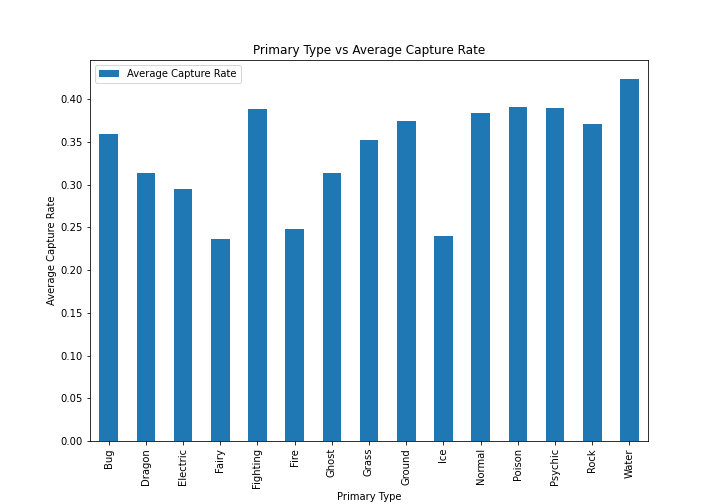 Primary Type vs Average Capture Rate
Average Capture Rate
Average Capture Rate
0.40
0.35
0.30
0.25
0.20
0.15
0.10
0.05
0.00
Bug
Dragon
Electric
Fairy
Fighting
Fire
Ghost
Grass
Ground
Ice
Normal
Poison
Psychic
Rock
Water
Primary Type